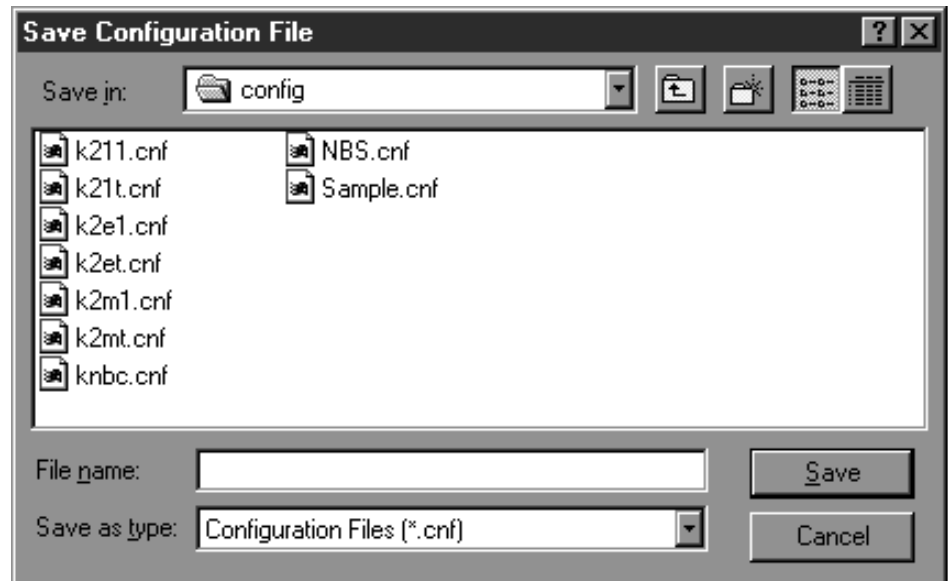 Save Configuration File
Save in: config
k211.cnf
k21t.cnf
k2e1.cnf
k2et.cnf
k2m1.cnf
k2mt.cnf
knbc.cnf
NBS.cnf
Sample.cnf
File name:
Save
Save as type: Configuration Files (*.cnf)
Cancel